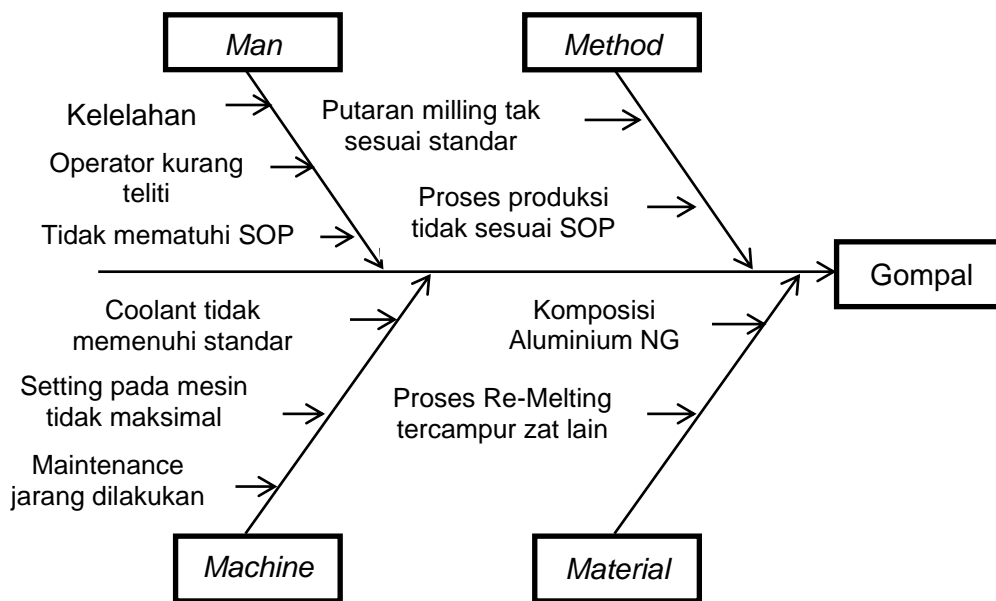 Man
Method
Kelelahan
Operator kurang
teliti
Tidak mematuhi SOP
Putaran milling tak
sesuai standar
Proses produksi
tidak sesuai SOP
Gompal
Coolant tidak
memenuhi standar
Setting pada mesin
tidak maksimal
Maintenance
jarang dilakukan
Komposisi
Aluminium NG
Proses Re-Melting
tercampur zat lain
Machine
Material